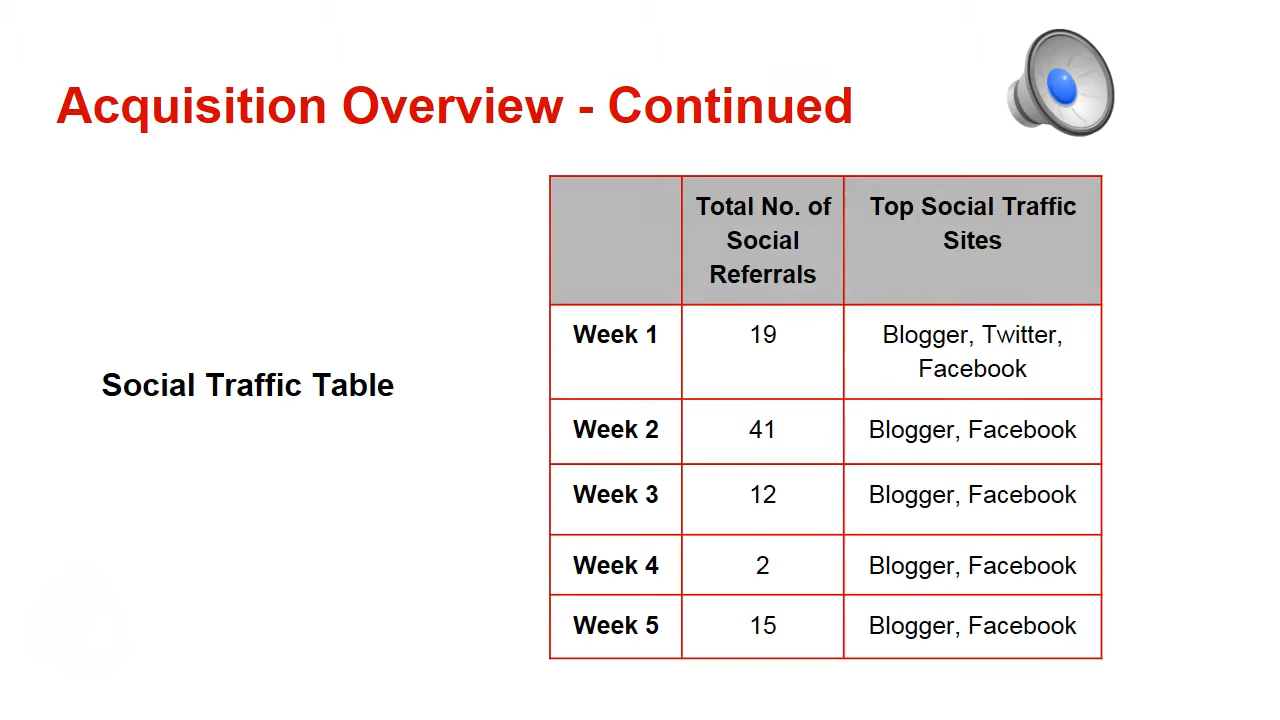 Acquisition Overview - Continued
Social Traffic Table
Total No. of
Social
Referrals
Top Social Traffic
Sites
Week 1
19
Blogger, Twitter,
Facebook
Week 2
41
Blogger, Facebook
Week 3
12
Blogger, Facebook
Week 4
2
Blogger, Facebook
Week 5
15
Blogger, Facebook